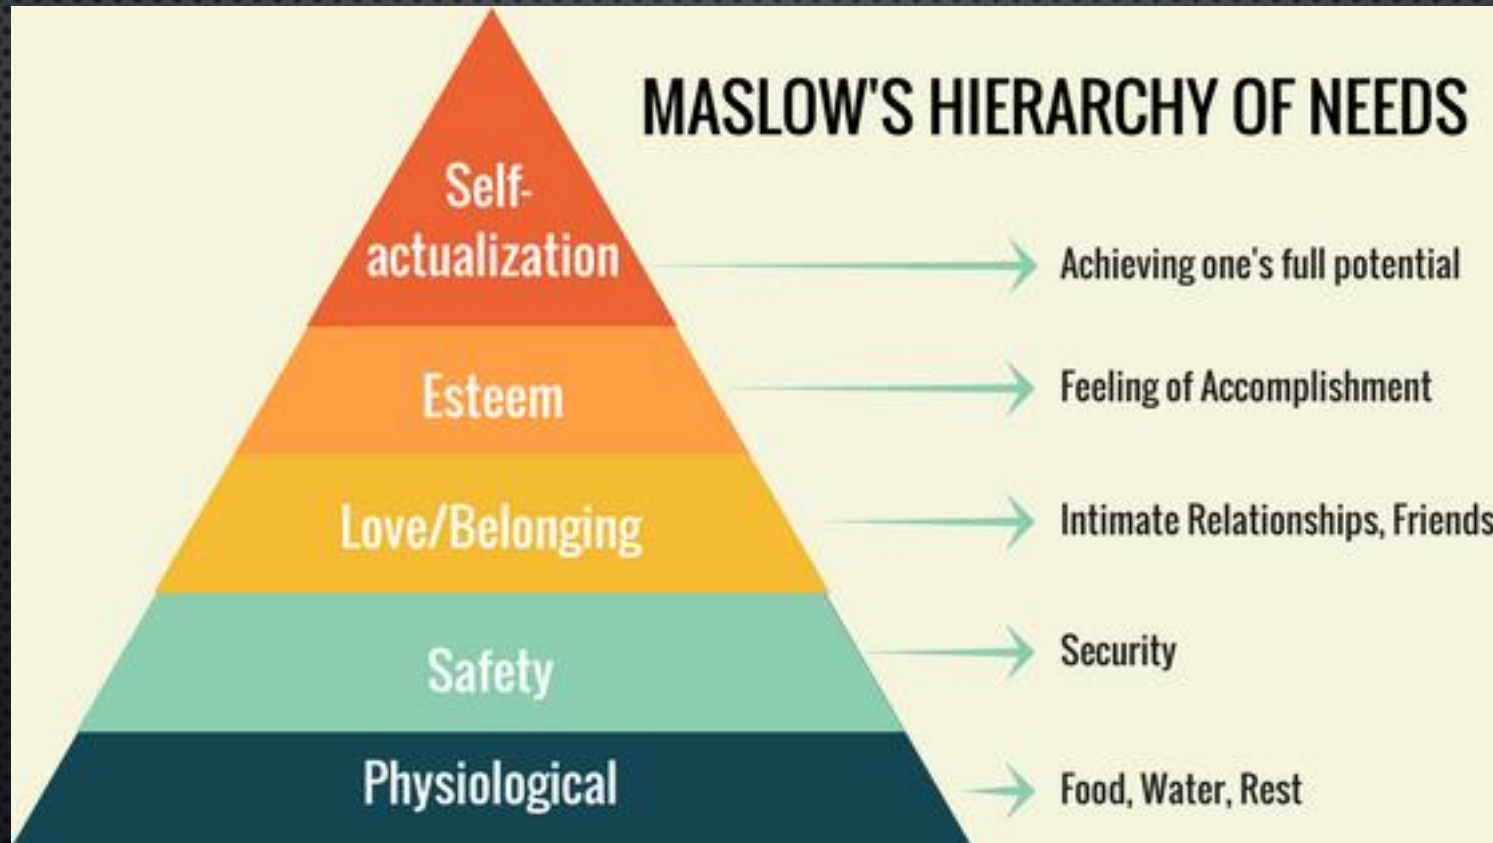 MASLOW'S HIERARCHY OF NEEDS
Self-
actualization
Achieving one's full potential
Esteem
Feeling of Accomplishment
Love/Belonging
Intimate Relationships, Friends
Safety
Security
Physiological
Food, Water, Rest